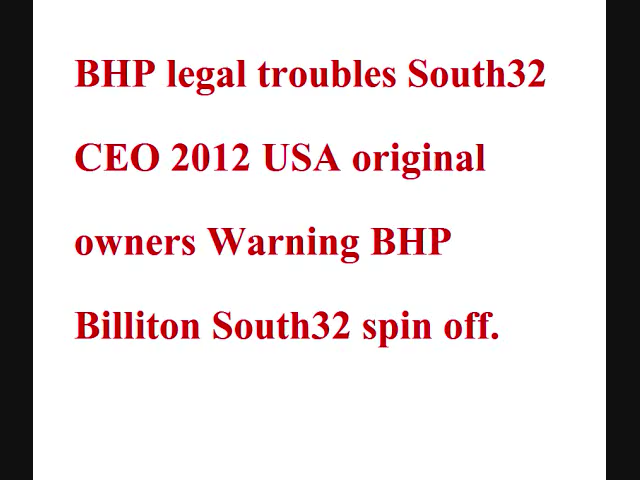 BHP legal troubles South32
CEO 2012 USA original
owners Warning BHP
Billiton South32 spin off.